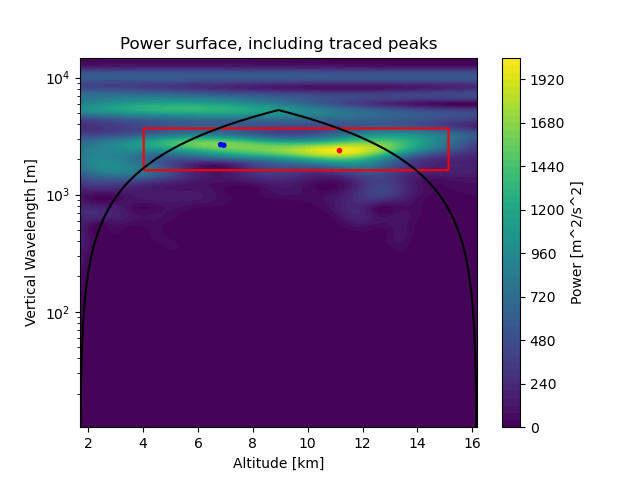 Power surface, including traced peaks
Vertical Wavelength [m]
10^4
10^3
10^2
2 4 6 8 10 12 14 16
Altitude [km]
1920
1680
1440
1200
960
720
480
240
0
Power [m^2/s^2]